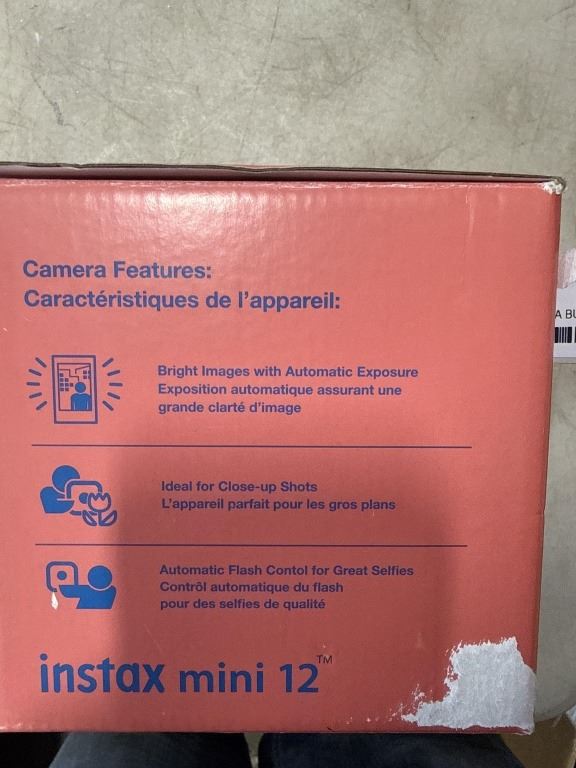 Camera Features:
Caractéristiques de l'appareil:
Bright Images with Automatic Exposure
Exposition automatique assurant une
grande clarté d'image
Ideal for Close-up Shots
L'appareil parfait pour les gros plans
Automatic Flash Contol for Great Selfies
Contrôl automatique du flash
pour des selfies de qualité
instax mini 12™